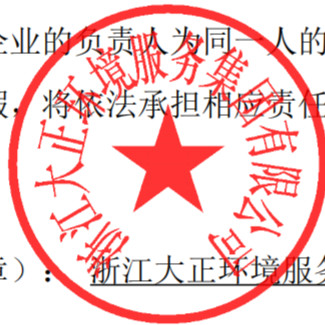 企业的负责人为同一人的
假，将依法承担相应责任
章）： 浙江大正环境服务
浙江大正环境服务集团有限公司